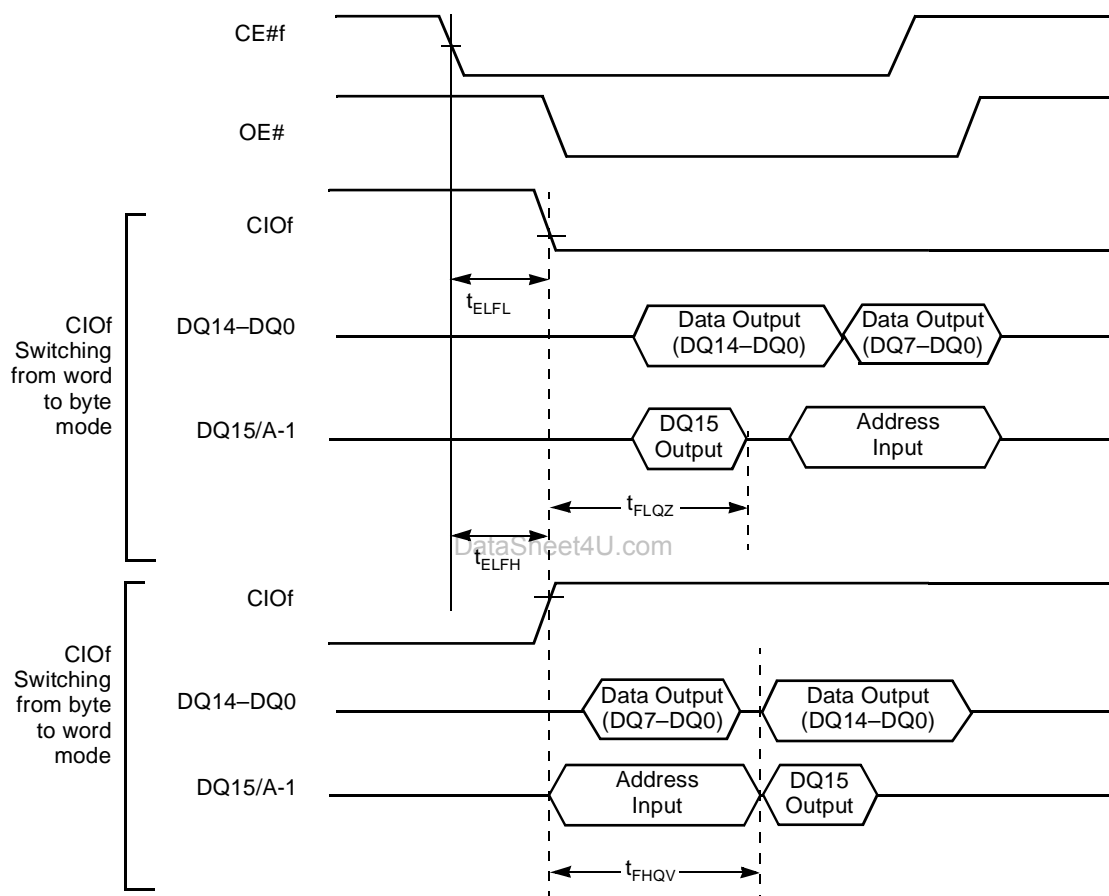 CE#f
OE#
CIOf
tELFL
CIOf
Switching
from word
to byte
mode
DQ14–DQ0
Data Output
(DQ14–DQ0)
Data Output
(DQ7–DQ0)
DQ15/A-1
DQ15
Output
Address
Input
tFLQZ
DataSheet4U.com
tELFH
CIOf
CIOf
Switching
from byte
to word
mode
DQ14–DQ0
Data Output
(DQ7–DQ0)
Data Output
(DQ14–DQ0)
DQ15/A-1
Address
Input
DQ15
Output
tFHQV